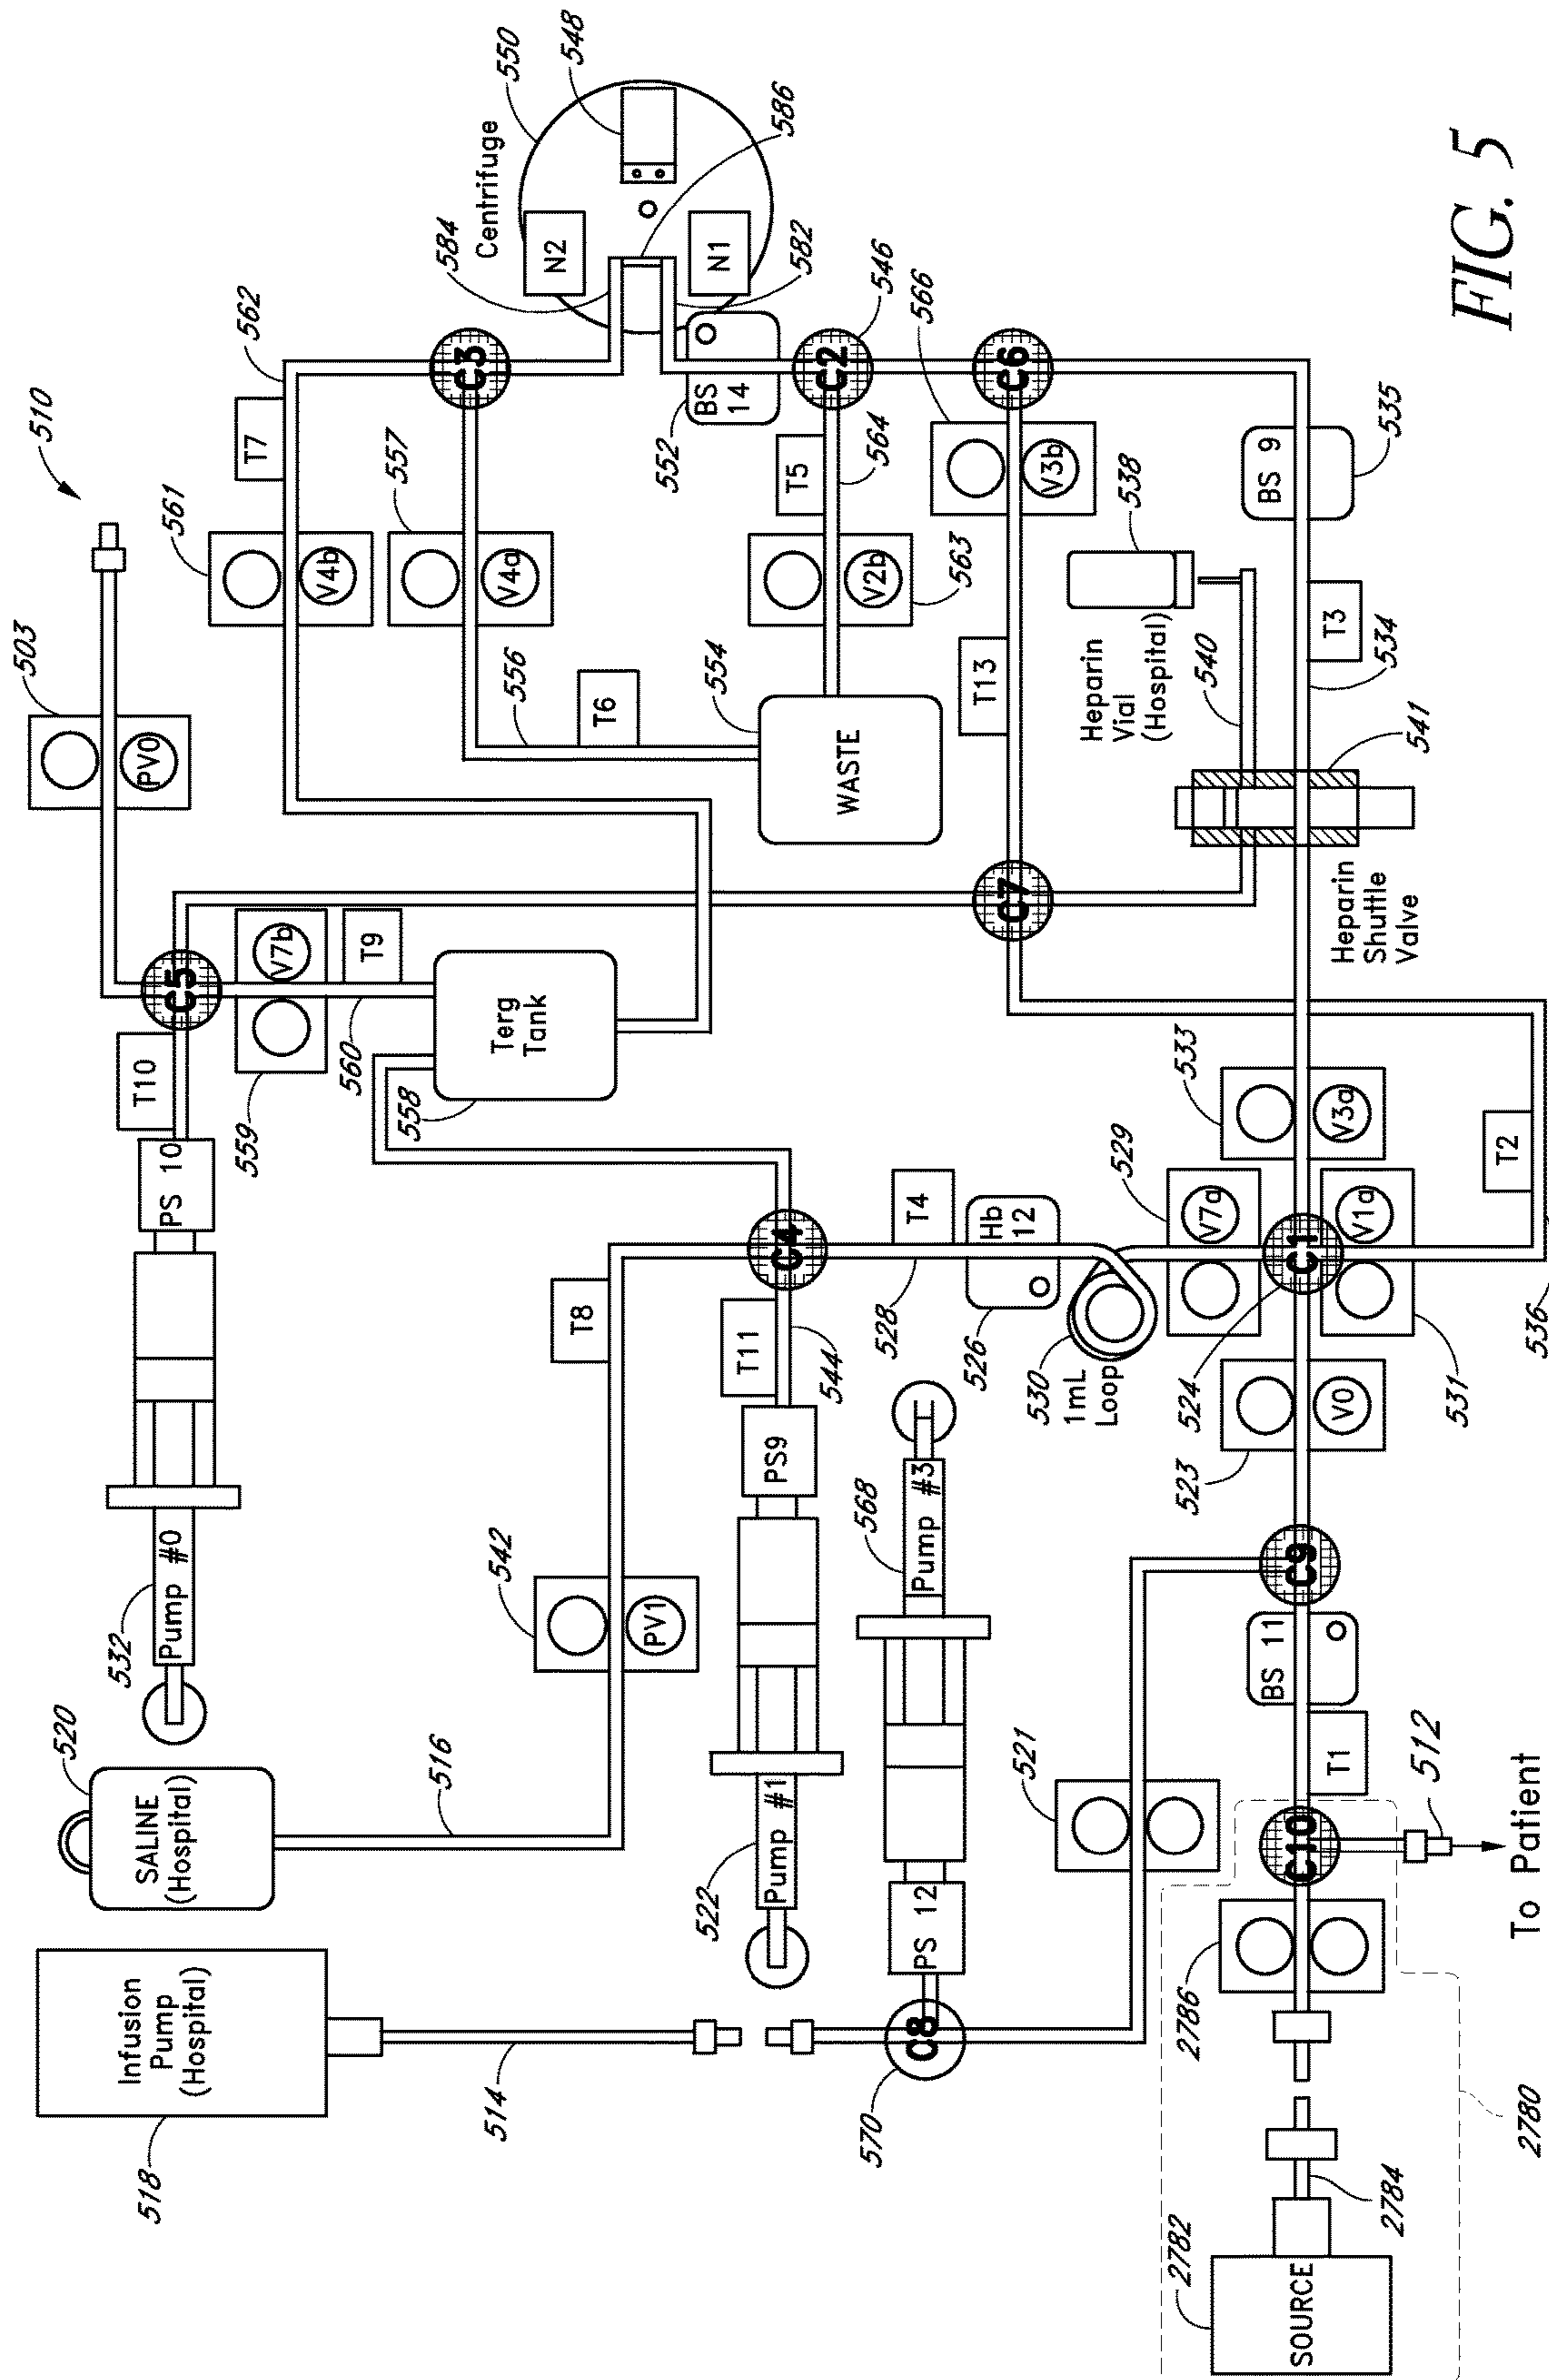 510
503
PV0
T10
C5
PS 10
Pump #0
532
V7b
T9
559
560
Terg
Tank
558
SALINE
(Hospital)
520
516
Infusion
Pump
(Hospital)
518
514
T7
562
561
V4b
557
V4a
556
T6
554
WASTE
C3
Centrifuge
550
548
586
584
582
N2
N1
BS
14
552
C2
546
T5
564
V2b
563
566
V3b
C6
T13
C7
538
Heparin
Vial
(Hospital)
540
BS 9
535
T3
534
541
Heparin
Shuttle
Valve
T8
542
PV1
C4
T11
544
PS9
Pump #1
522
T4
528
Hb
12
526
530
1mL
Loop
568
Pump #3
PS 12
C8
570
529
V7a
533
V3a
C1
524
V1a
531
V0
523
T2
536
C9
BS 11
521
T1
C10
512
To Patient
2786
2784
2782
SOURCE
2780
FIG. 5